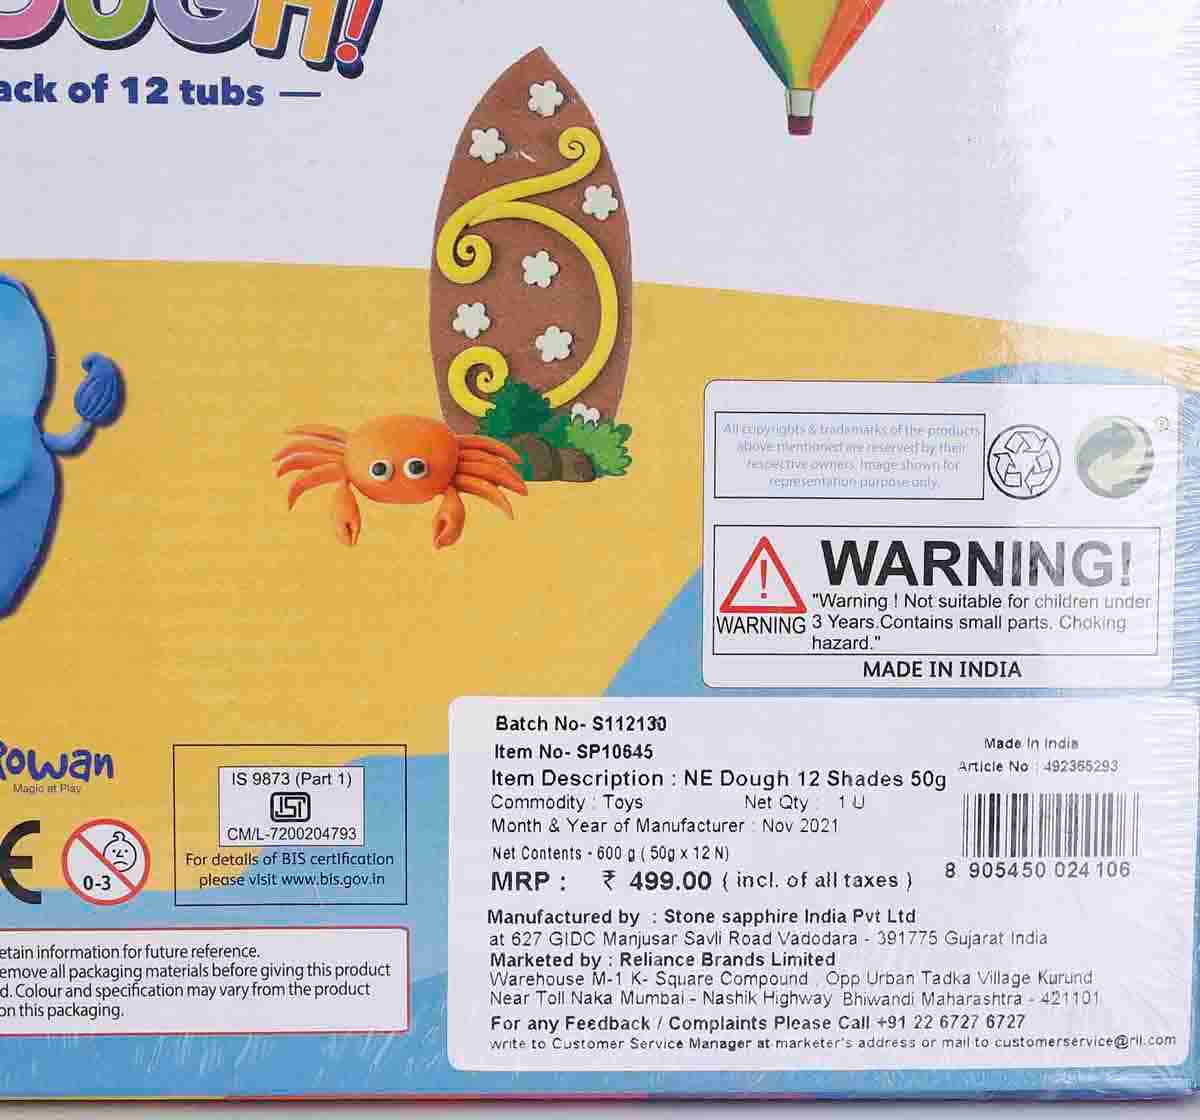 OUGH!
ack of 12 tubs —
All copyrights & trademarks of the products
above mentioned are reserved by their
respective owners. Image shown for
representation purpose only.
WARNING!
WARNING
"Warning ! Not suitable for children under
3 Years.Contains small parts. Choking
hazard."
MADE IN INDIA
Rowan
Magic at Play
CE
0-3
IS 9873 (Part 1)
ISI
CM/L-7200204793
For details of BIS certification
please visit www.bis.gov.in
etain information for future reference.
emove all packaging materials before giving this product
d. Colour and specification may vary from the product
on this packaging.
Batch No- S112130
Item No- SP10645
Item Description : NE Dough 12 Shades 50g
Commodity : Toys Net Qty : 1 U
Month & Year of Manufacturer : Nov 2021
Net Contents - 600 g ( 50g x 12 N)
MRP : ₹ 499.00 ( incl. of all taxes )
Made In India
Article No : 492365293
8 905450 024106
Manufactured by : Stone sapphire India Pvt Ltd
at 627 GIDC Manjusar Savli Road Vadodara - 391775 Gujarat India
Marketed by : Reliance Brands Limited
Warehouse M-1 K- Square Compound , Opp Urban Tadka Village Kurund
Near Toll Naka Mumbai - Nashik Highway Bhiwandi Maharashtra - 421101
For any Feedback / Complaints Please Call +91 22 6727 6727
write to Customer Service Manager at marketer's address or mail to customerservice@ril.com